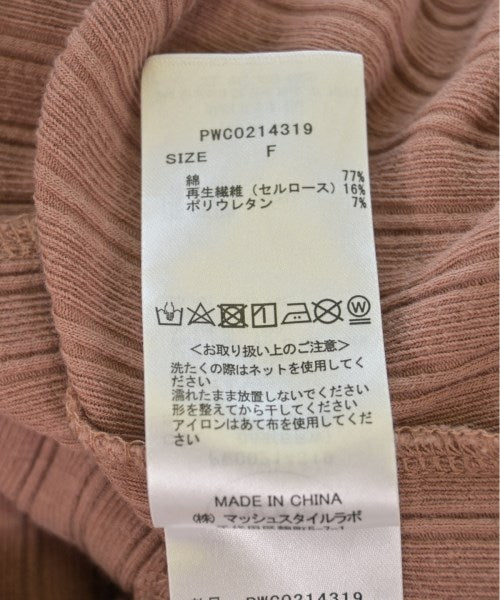 PWC0214319
SIZE F
綿 77%
再生繊維（セルロース） 16%
ポリウレタン 7%
＜お取り扱い上のご注意＞
洗たくの際はネットを使用してく
ださい
濡れたまま放置しないでください
形を整えてから干してください
アイロンはあて布を使用してくだ
さい
MADE IN CHINA
（株）マッシュスタイルラボ
PWC0214319